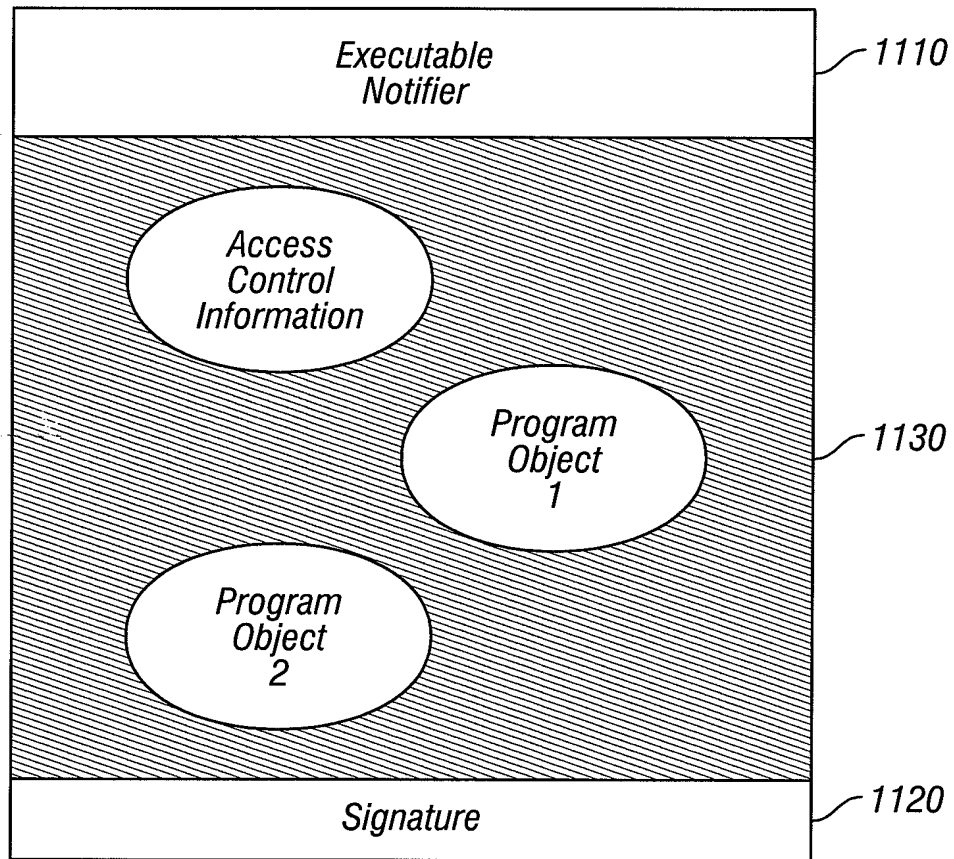 Executable
Notifier
1110
Access
Control
Information
Program
Object
1
1130
Program
Object
2
1120
Signature